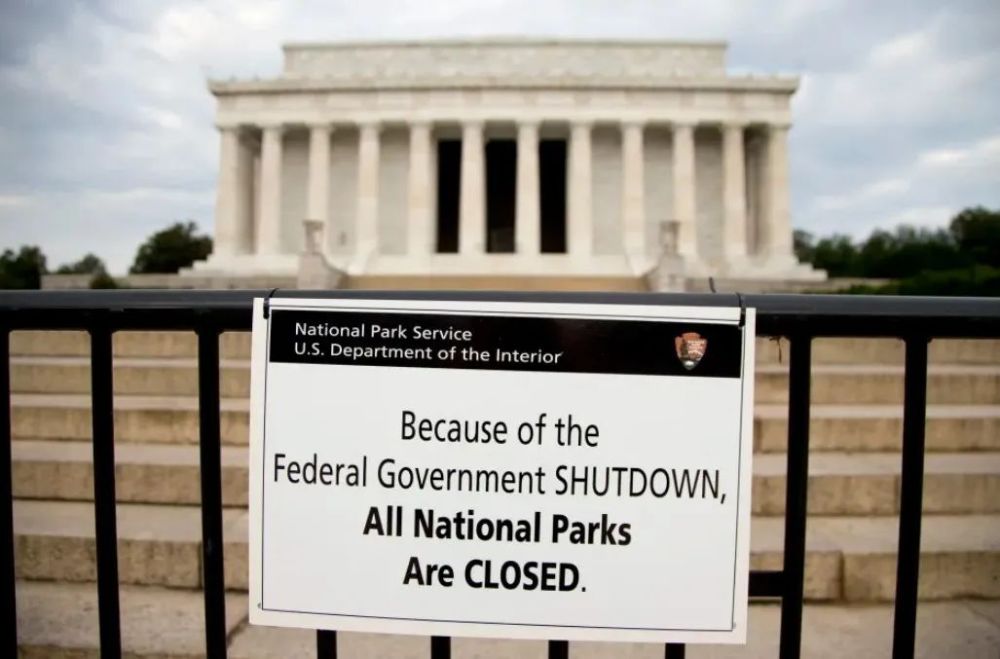 National Park Service
U.S. Department of the Interior
Because of the
Federal Government SHUTDOWN,
All National Parks
Are CLOSED.